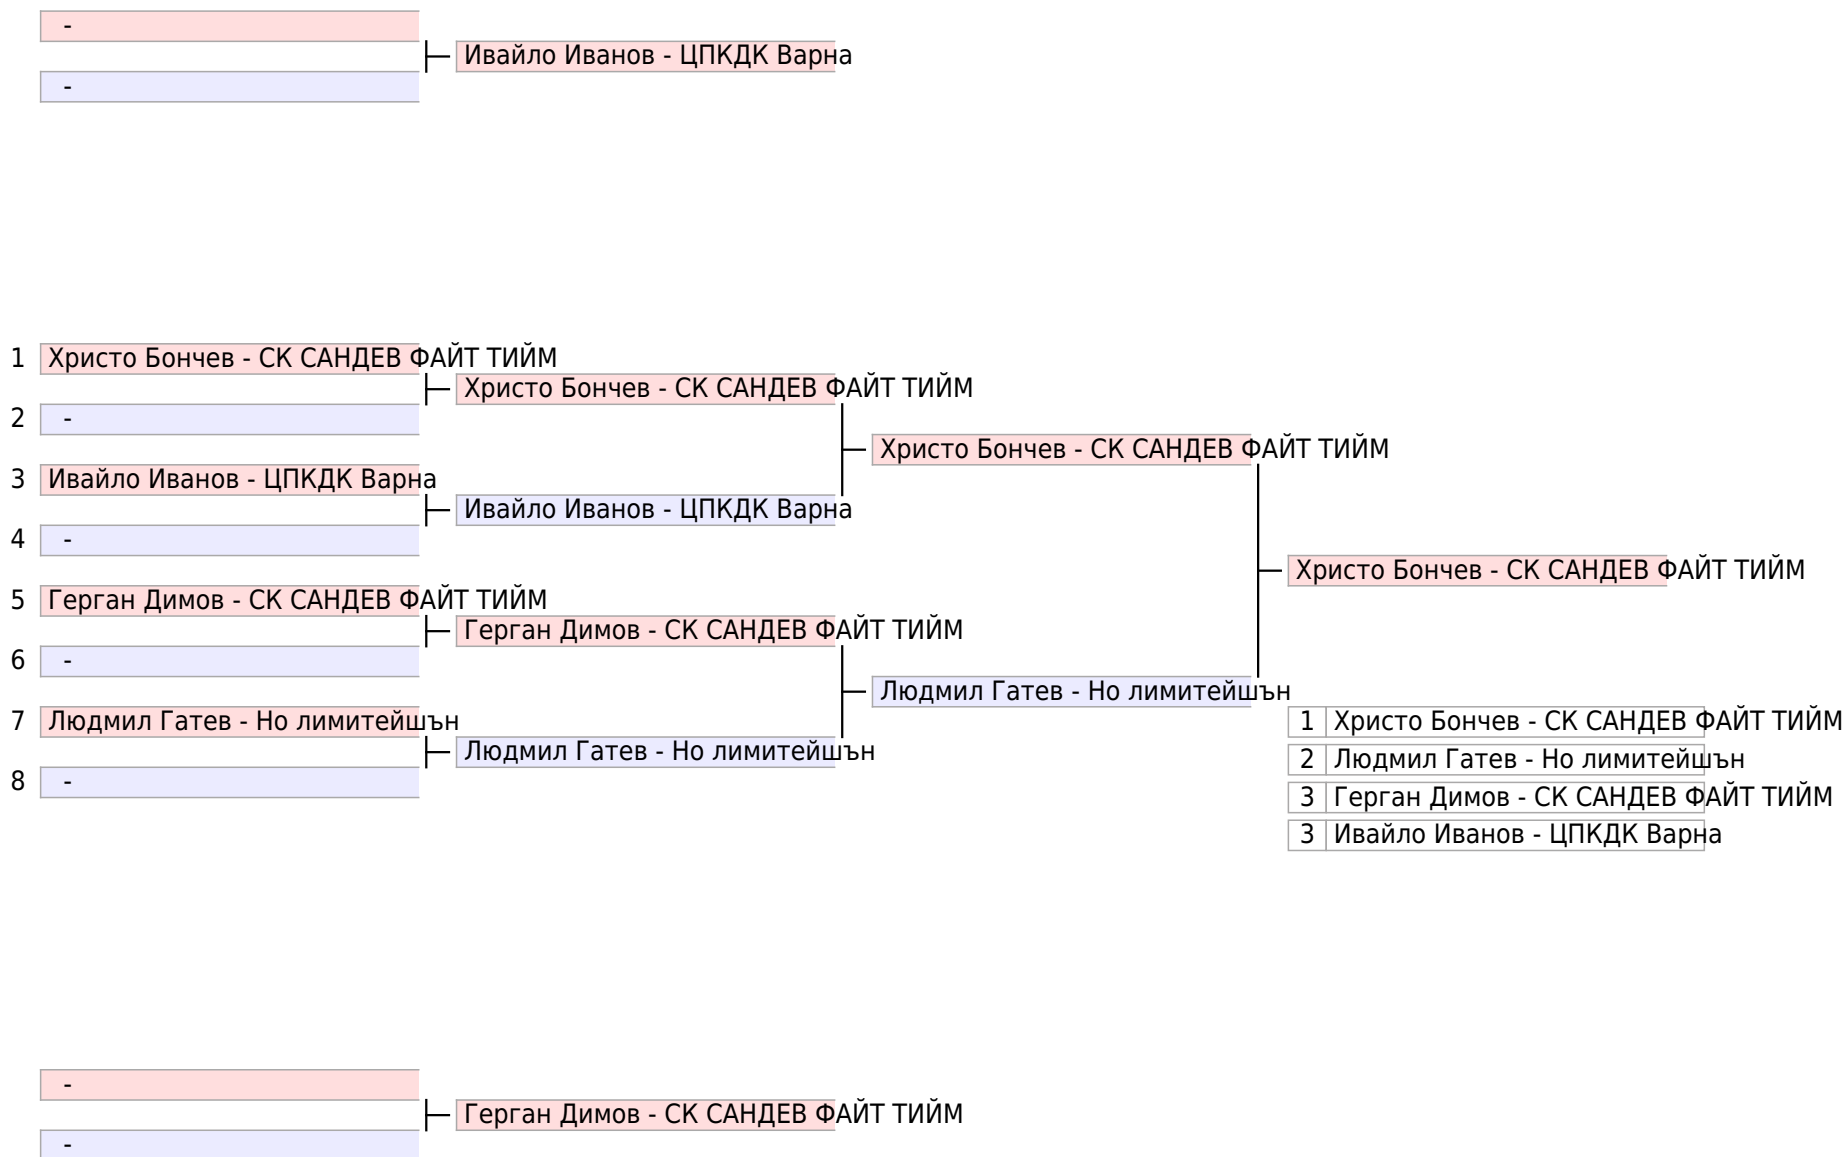 -
Ивайло Иванов - ЦПКДК Варна
-
1 Христо Бончев - СК САНДЕВ ФАЙТ ТИЙМ
Христо Бончев - СК САНДЕВ ФАЙТ ТИЙМ
2 -
Христо Бончев - СК САНДЕВ ФАЙТ ТИЙМ
3 Ивайло Иванов - ЦПКДК Варна
Ивайло Иванов - ЦПКДК Варна
4 -
Христо Бончев - СК САНДЕВ ФАЙТ ТИЙМ
5 Герган Димов - СК САНДЕВ ФАЙТ ТИЙМ
Герган Димов - СК САНДЕВ ФАЙТ ТИЙМ
6 -
Людмил Гатев - Но лимитейшън
7 Людмил Гатев - Но лимитейшън
Людмил Гатев - Но лимитейшън
8 -
1 Христо Бончев - СК САНДЕВ ФАЙТ ТИЙМ
2 Людмил Гатев - Но лимитейшън
3 Герган Димов - СК САНДЕВ ФАЙТ ТИЙМ
3 Ивайло Иванов - ЦПКДК Варна
-
Герган Димов - СК САНДЕВ ФАЙТ ТИЙМ
-